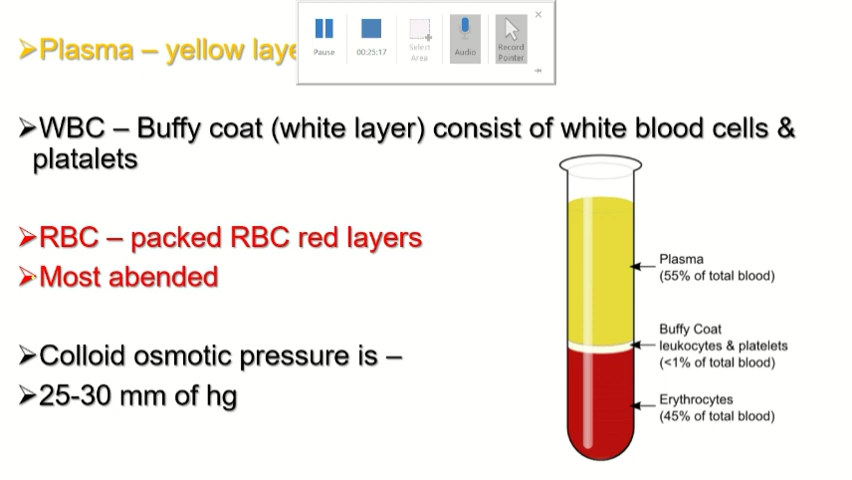 ➢Plasma – yellow laye
Pause
00:25:17
Select
Area
Audio
Record
Pointer
➢WBC – Buffy coat (white layer) consist of white blood cells &
platalets
➢RBC – packed RBC red layers
➢Most abended
➢Colloid osmotic pressure is –
➢25-30 mm of hg
Plasma
(55% of total blood)
Buffy Coat
leukocytes & platelets
(<1% of total blood)
Erythrocytes
(45% of total blood)